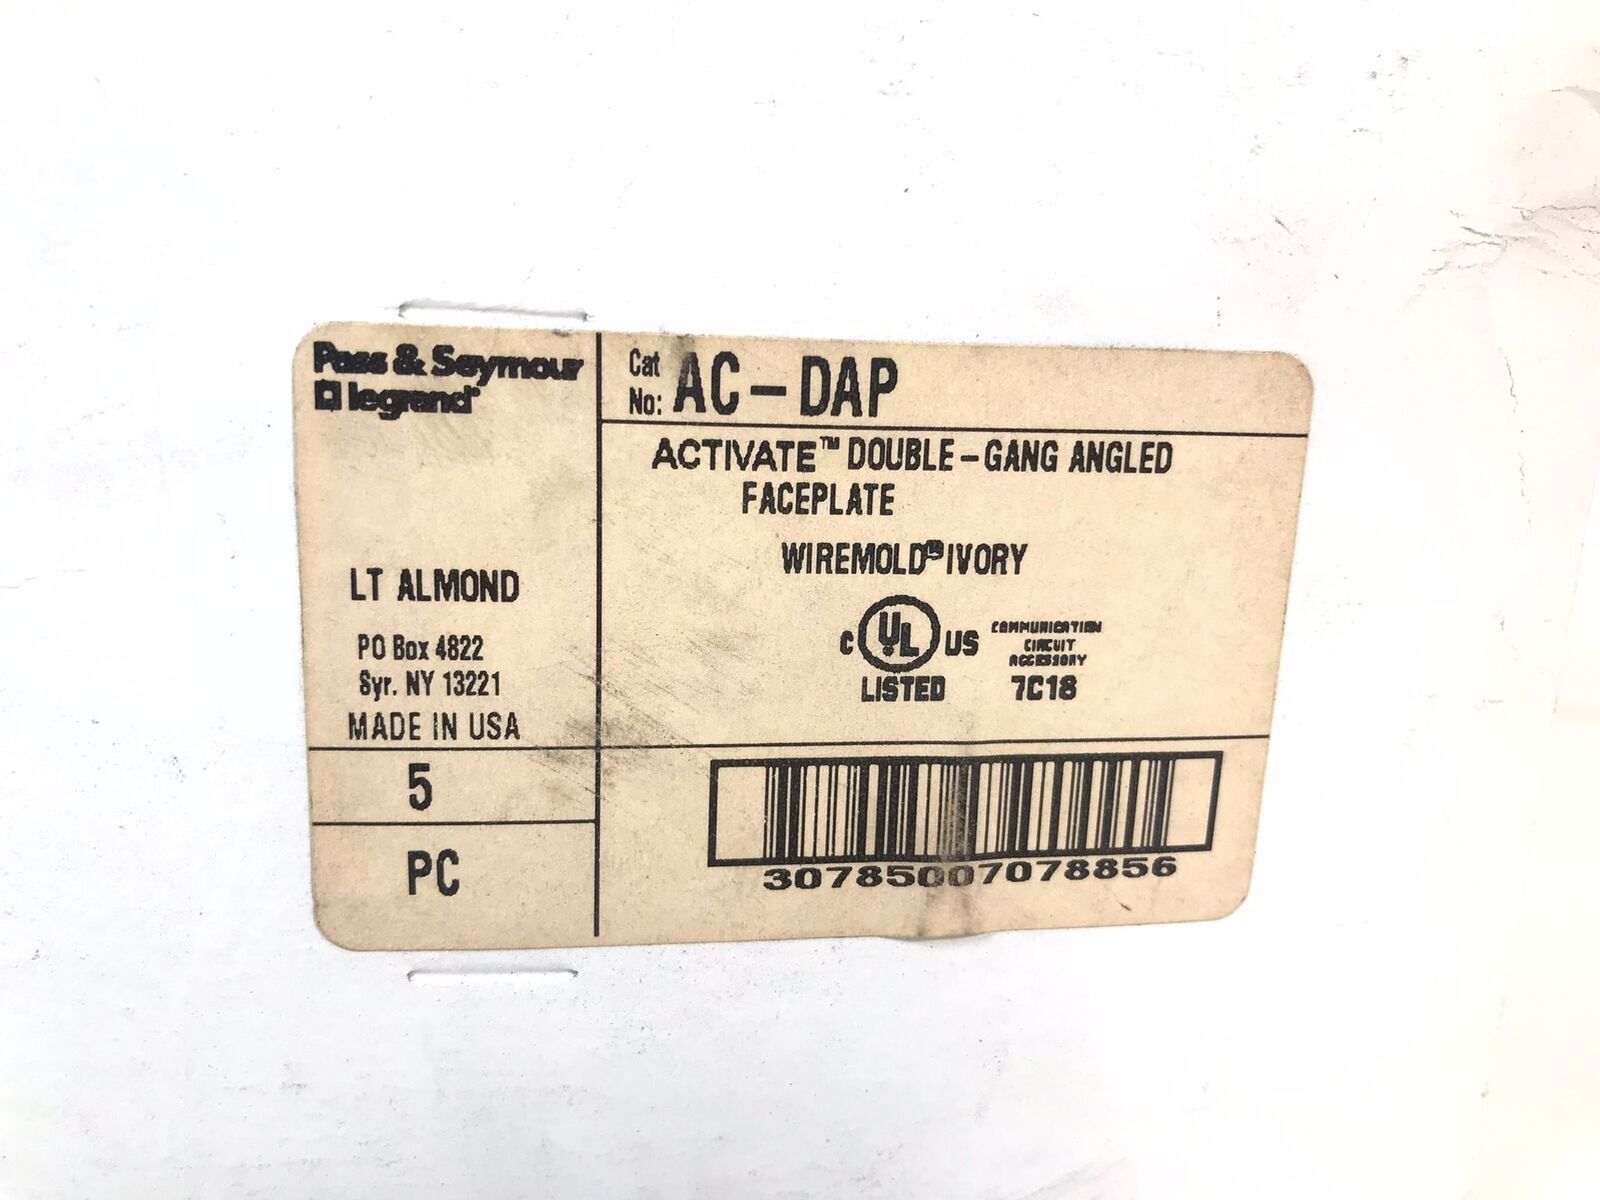 Pass & Seymour
legrand®
Cat
No: AC-DAP
ACTIVATE™ DOUBLE-GANG ANGLED
FACEPLATE
WIREMOLD® IVORY
LT ALMOND
PO Box 4822
Syr. NY 13221
MADE IN USA
C UL US
LISTED
COMMUNICATION
CIRCUIT
ACCESSORY
7C18
5
PC
30785007078856